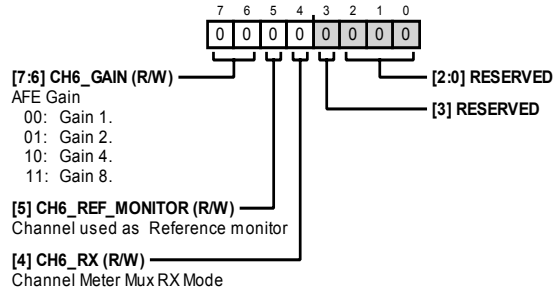 7 6 5 4 3 2 1 0
0 0 0 0 0 0 0 0
[7:6] CH6_GAIN (R/W)
AFE Gain
00: Gain 1.
01: Gain 2.
10: Gain 4.
11: Gain 8.
[5] CH6_REF_MONITOR (R/W)
Channel used as Reference monitor
[4] CH6_RX (R/W)
Channel Meter Mux RX Mode
[2:0] RESERVED
[3] RESERVED